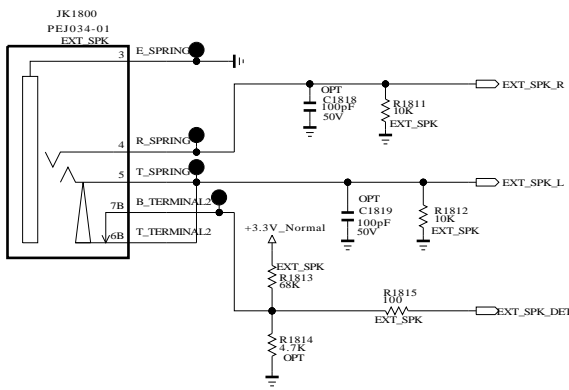 JK1800
PEJ034-01
EXT_SPK
3 E_SPRING
4 R_SPRING
5 T_SPRING
7B B_TERMINAL2
6B T_TERMINAL2
OPT
C1818
100pF
50V
R1811
10K
EXT_SPK
EXT_SPK_R
OPT
C1819
100pF
50V
R1812
10K
EXT_SPK
EXT_SPK_L
+3.3V_Normal
EXT_SPK
R1813
68K
R1815
100
EXT_SPK
EXT_SPK_DET
R1814
4.7K
OPT